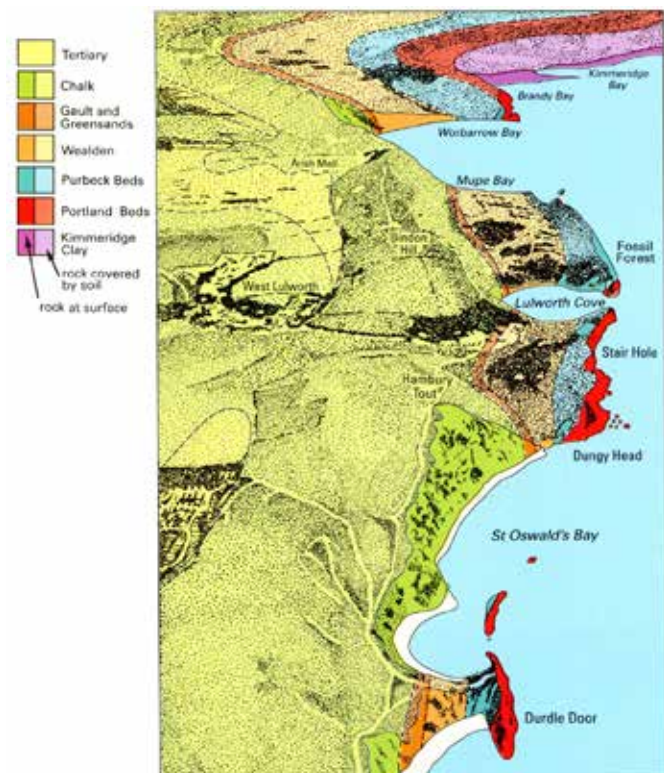 Tertiary
Chalk
Gault and
Greensands
Wealden
Purbeck Beds
Portland Beds
Kimmeridge
Clay
rock covered
by soil
rock at surface
Kimmeridge
Bay
Brandy Bay
Worbarrow Bay
Arish Mell
Mupe Bay
Bindon
Hill
Fossil
Forest
West Lulworth
Lulworth Cove
Stair Hole
Hambury
Tout
Dungy Head
St Oswald's Bay
Durdle Door